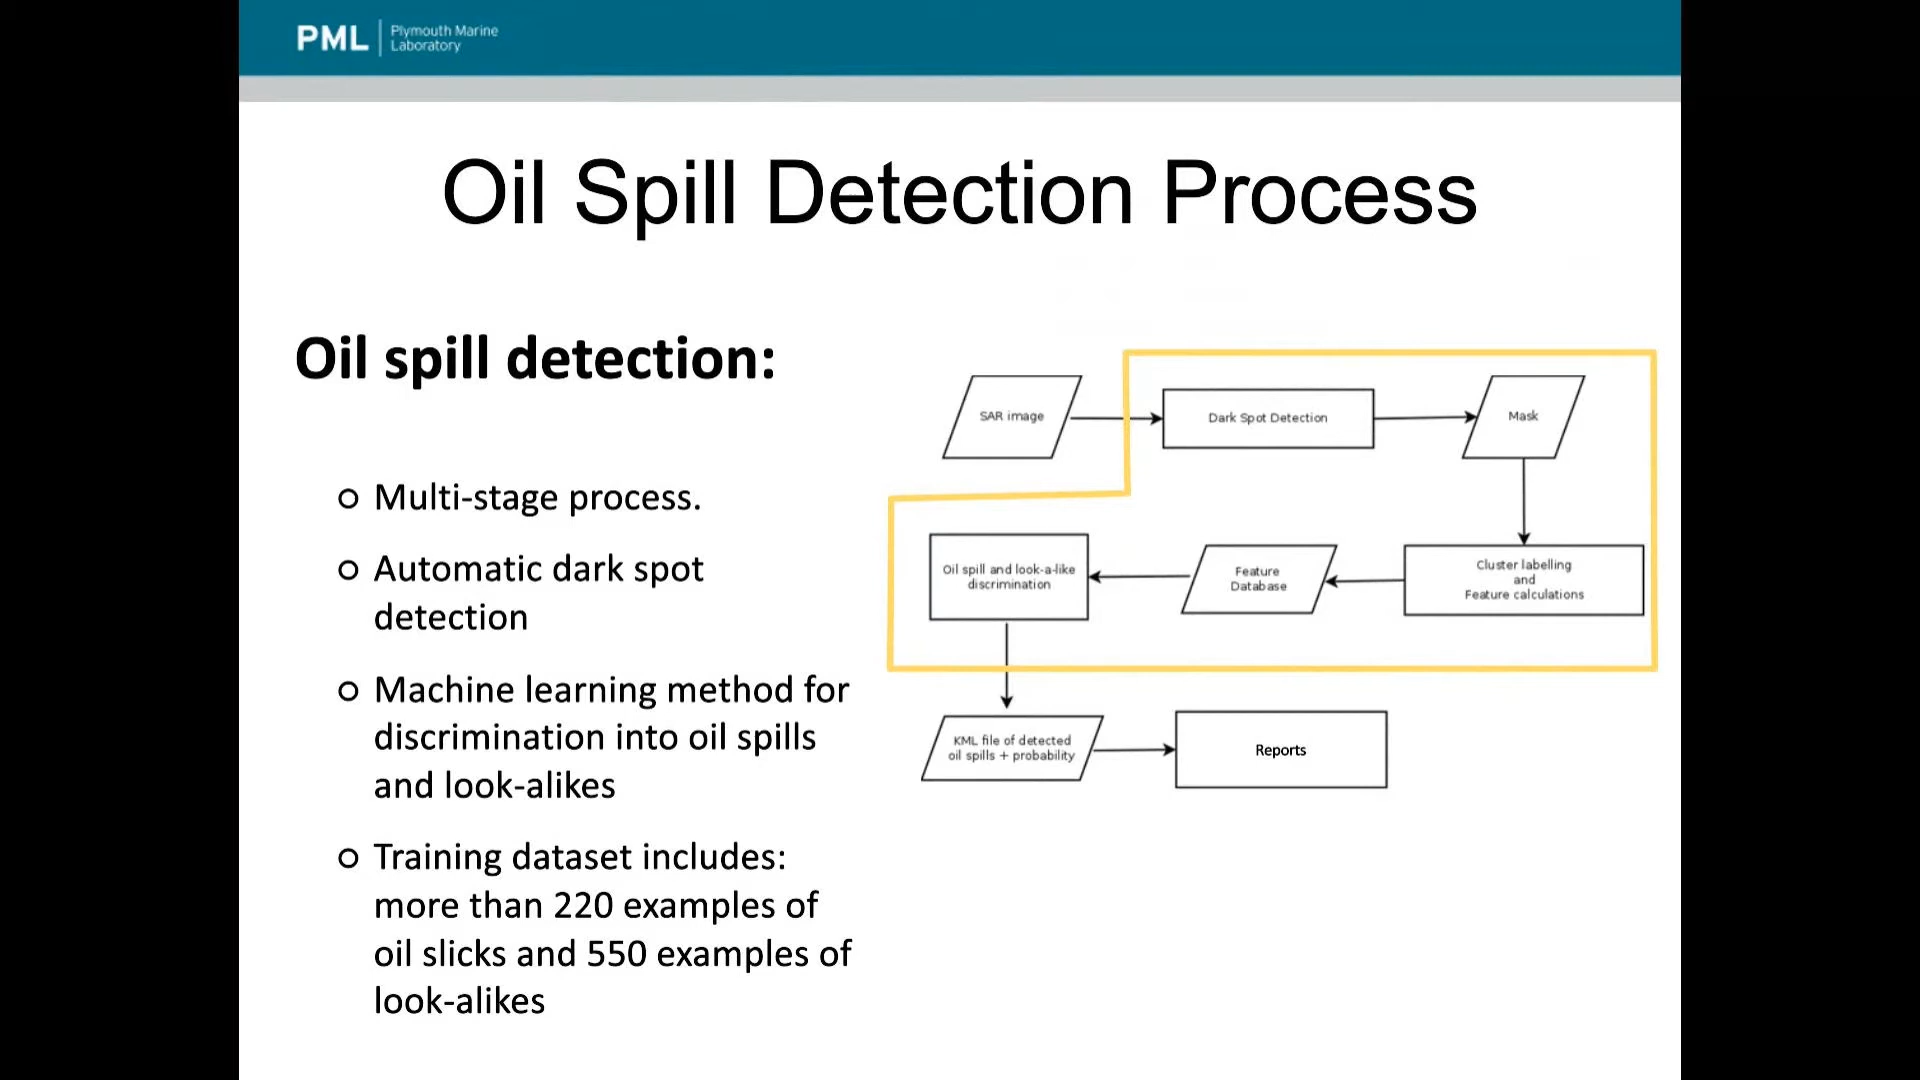 PML
Plymouth Marine
Laboratory
Oil Spill Detection Process
Oil spill detection:
○ Multi-stage process.
○ Automatic dark spot
detection
○ Machine learning method for
discrimination into oil spills
and look-alikes
○ Training dataset includes:
more than 220 examples of
oil slicks and 550 examples of
look-alikes
SAR image
Dark Spot Detection
Mask
Cluster labelling
and
Feature calculations
Feature
Database
Oil spill and look-a-like
discrimination
KML file of detected
oil spills + probability
Reports